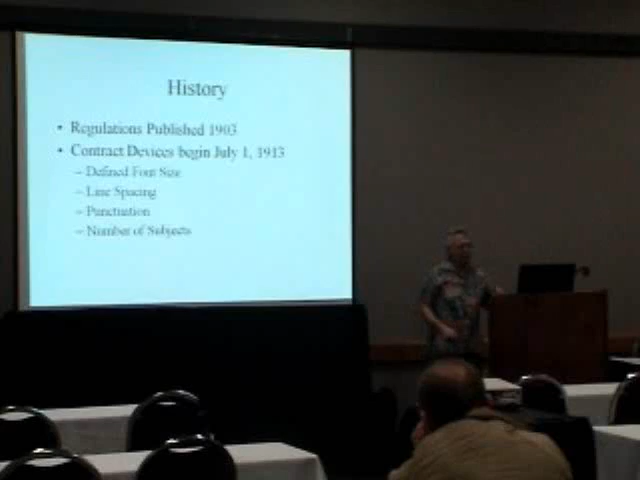 History
• Regulations Published 1903
• Contract Devices begin July 1, 1913
– Defined Font Size
– Line Spacing
– Punctuation
– Number of Subjects